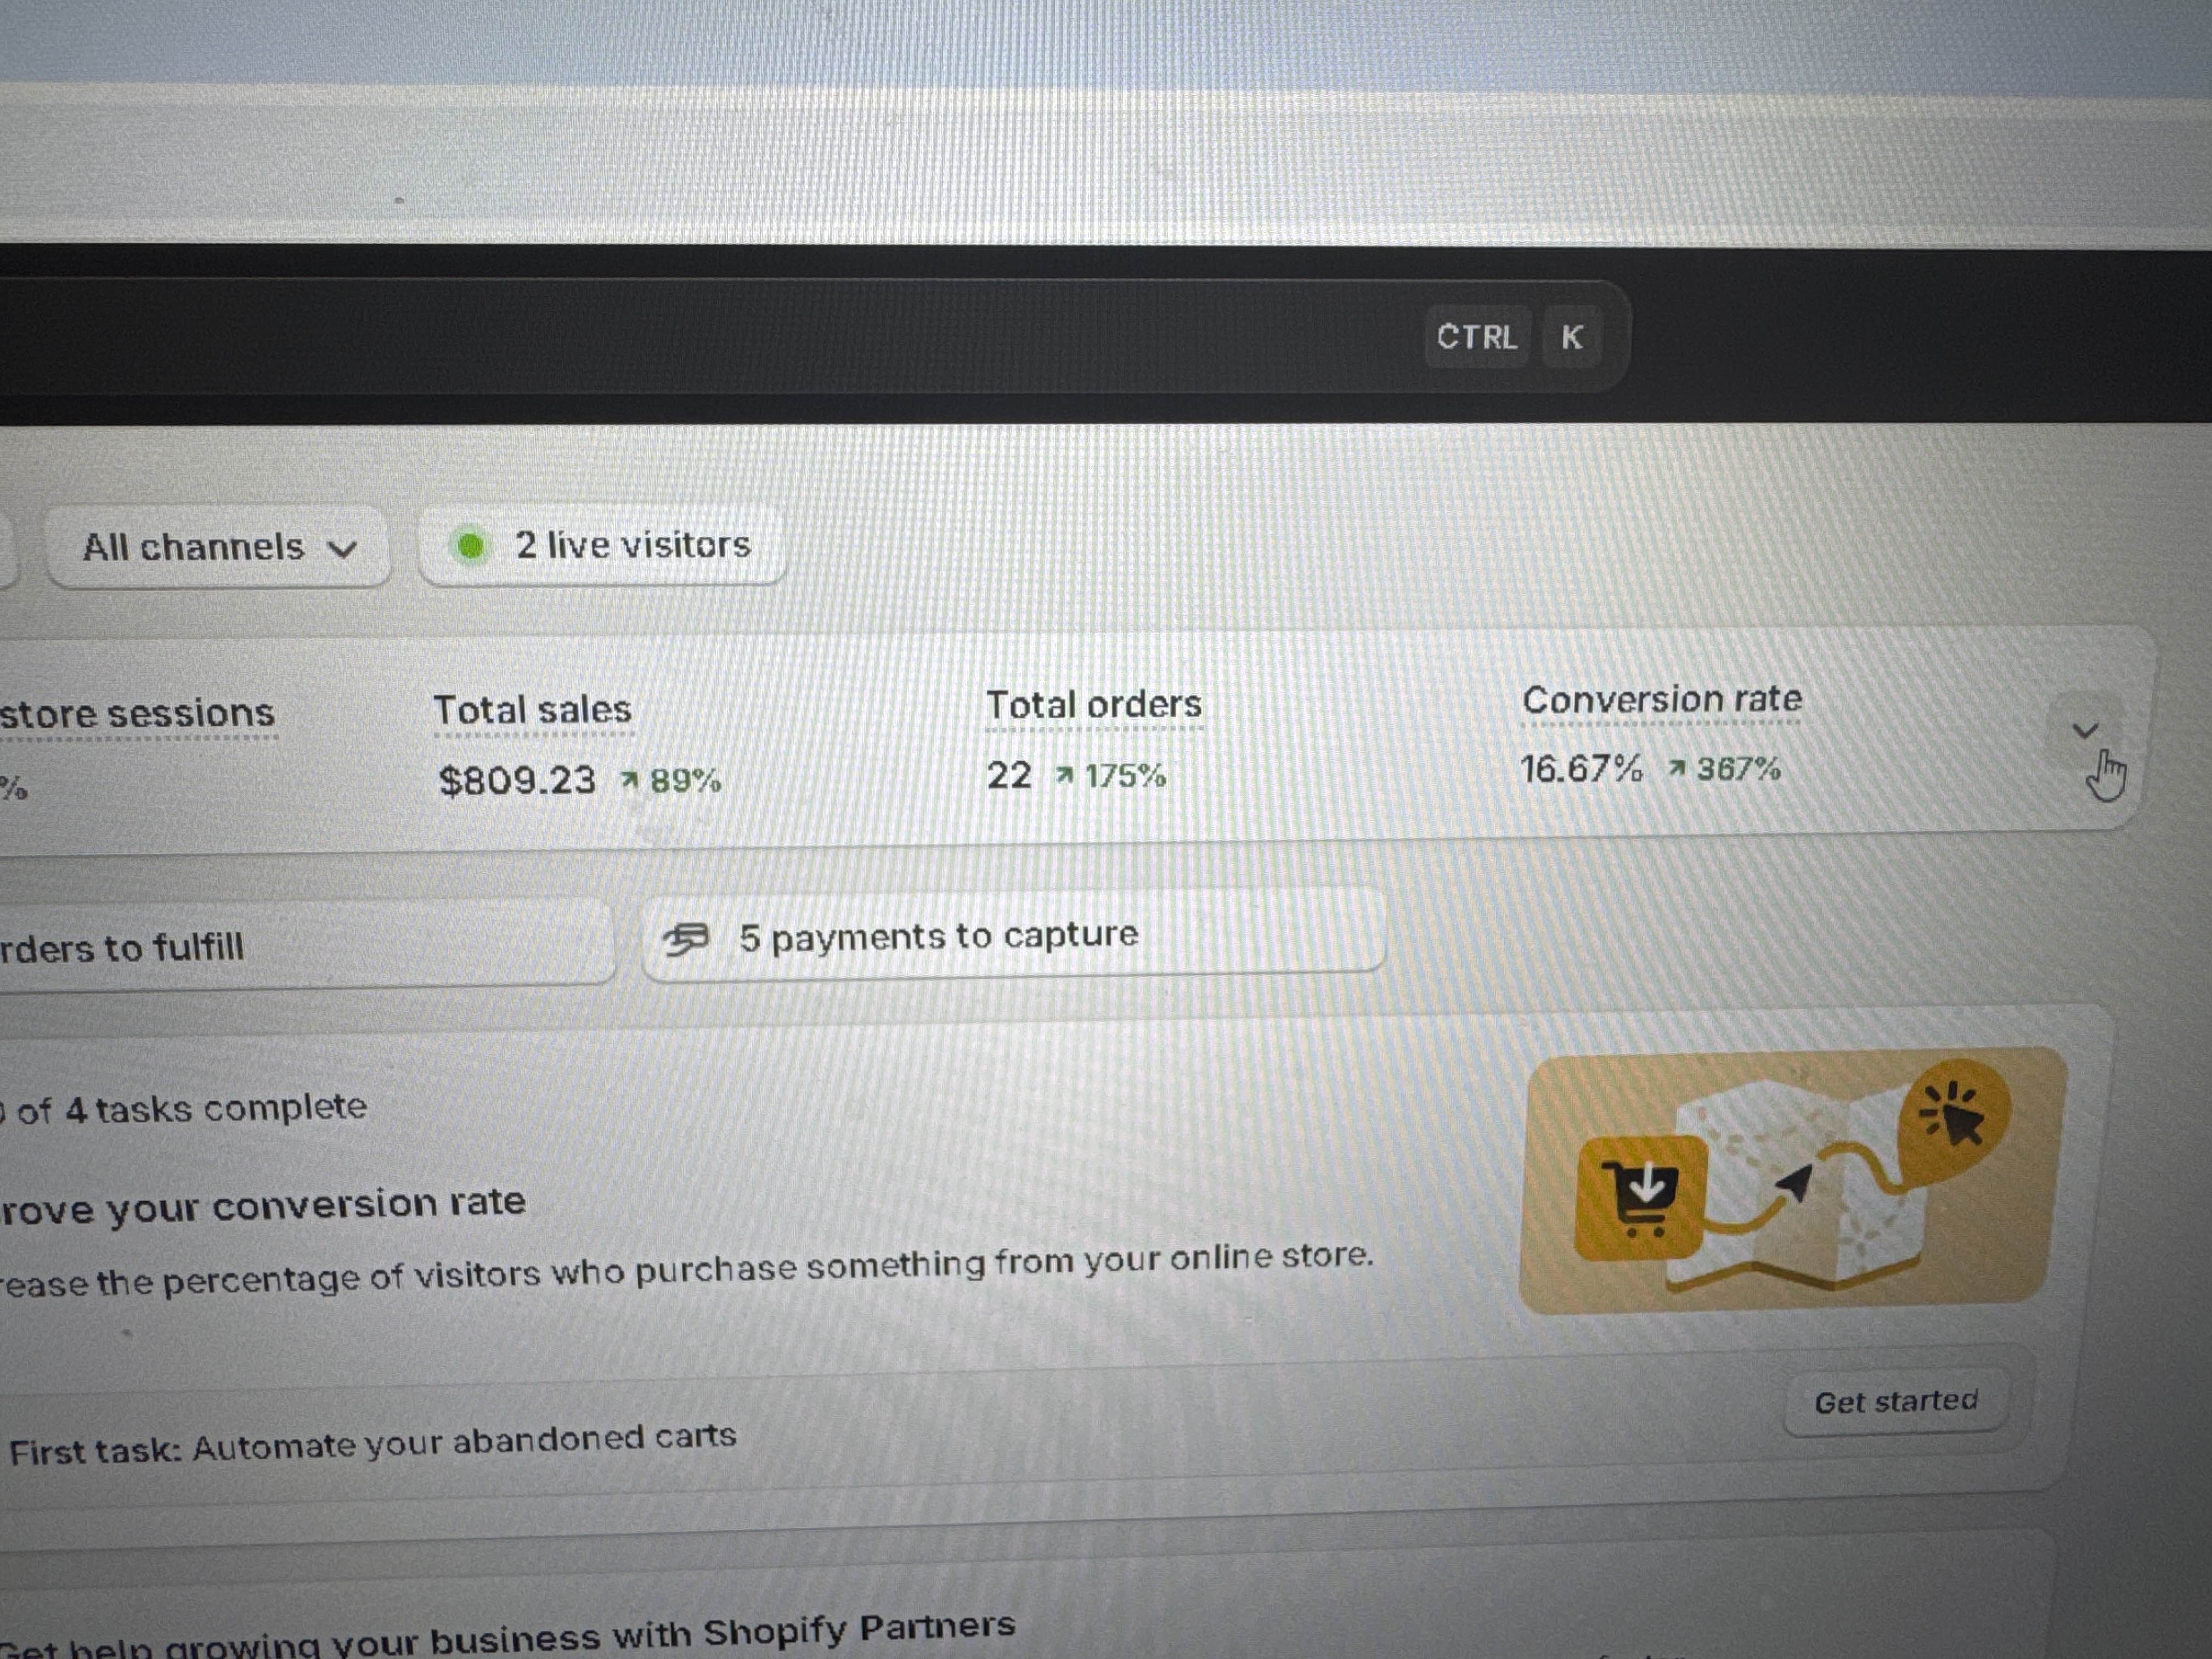 CTRL K
All channels
2 live visitors
store sessions
Total sales
Total orders
Conversion rate
%
$809.23 ↗ 89%
22 ↗ 175%
16.67% ↗ 367%
rders to fulfill
5 payments to capture
of 4 tasks complete
rove your conversion rate
rease the percentage of visitors who purchase something from your online store.
First task: Automate your abandoned carts
Get started
Get help growing your business with Shopify Partners